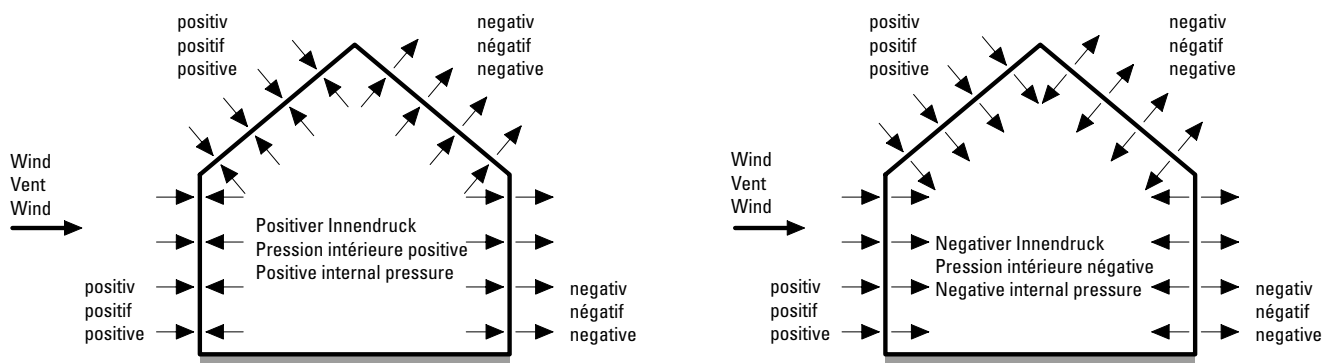 positiv
positif
positive
negativ
négatif
negative
Wind
Vent
Wind
Positiver Innendruck
Pression intérieure positive
Positive internal pressure
positiv
positif
positive
negativ
négatif
negative
positiv
positif
positive
negativ
négatif
negative
Wind
Vent
Wind
Negativer Innendruck
Pression intérieure négative
Negative internal pressure
positiv
positif
positive
negativ
négatif
negative